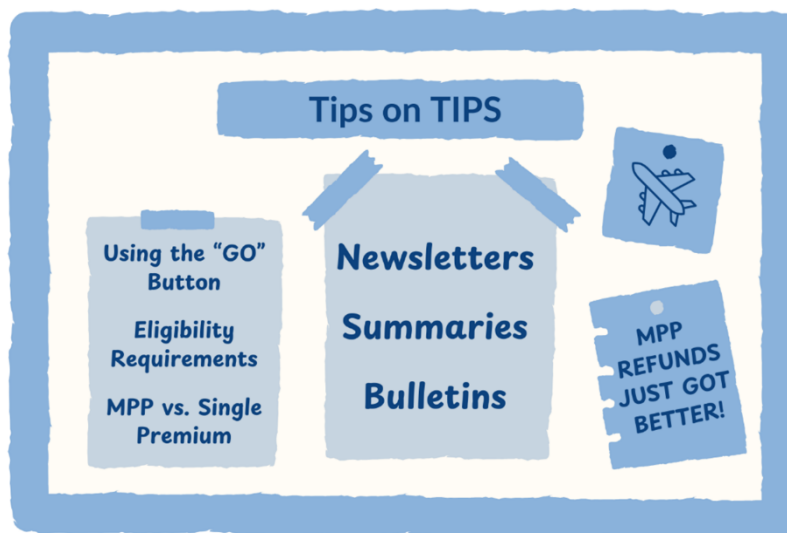 Tips on TIPS
Using the “GO”
Button
Eligibility
Requirements
MPP vs. Single
Premium
Newsletters
Summaries
Bulletins
MPP
REFUNDS
JUST GOT
BETTER!